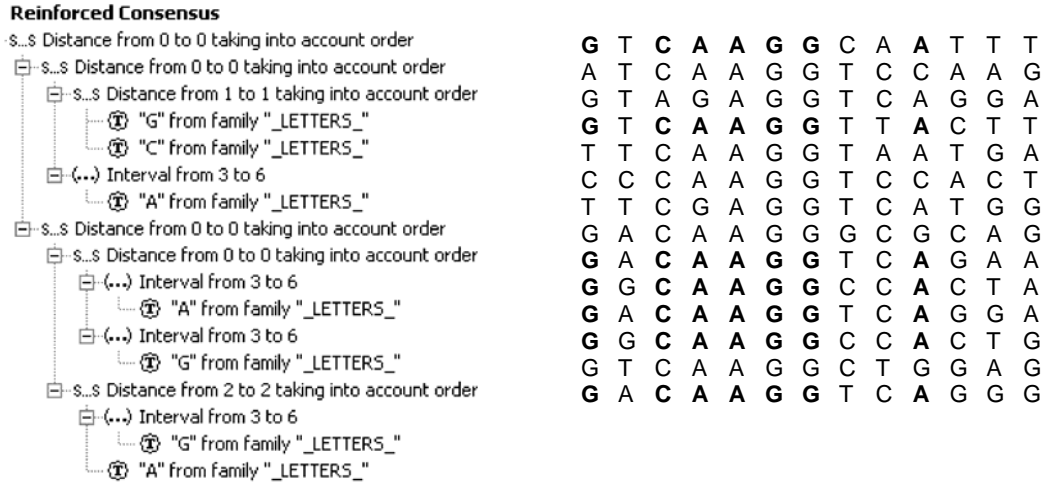 Reinforced Consensus
s...s Distance from 0 to 0 taking into account order
s...s Distance from 0 to 0 taking into account order
s...s Distance from 1 to 1 taking into account order
"G" from family "_LETTERS_"
"C" from family "_LETTERS_"
(...) Interval from 3 to 6
"A" from family "_LETTERS_"
s...s Distance from 0 to 0 taking into account order
s...s Distance from 0 to 0 taking into account order
(...) Interval from 3 to 6
"A" from family "_LETTERS_"
(...) Interval from 3 to 6
"G" from family "_LETTERS_"
s...s Distance from 2 to 2 taking into account order
(...) Interval from 3 to 6
"G" from family "_LETTERS_"
"A" from family "_LETTERS_"
G T C A A G G C A A T T T
A T C A A G G T C C A A G
G T A G A G G T C A G G A
G T C A A G G T T A C T T
T T C A A G G T A A T G A
C C C A A G G T C C A C T
T T C G A G G T C A T G G
G A C A A G G G C G C A G
G A C A A G G T C A G A A
G G C A A G G C C A C T A
G A C A A G G T C A G G A
G G C A A G G C C A C T G
G T C A A G G C T G G A G
G A C A A G G T C A G G G